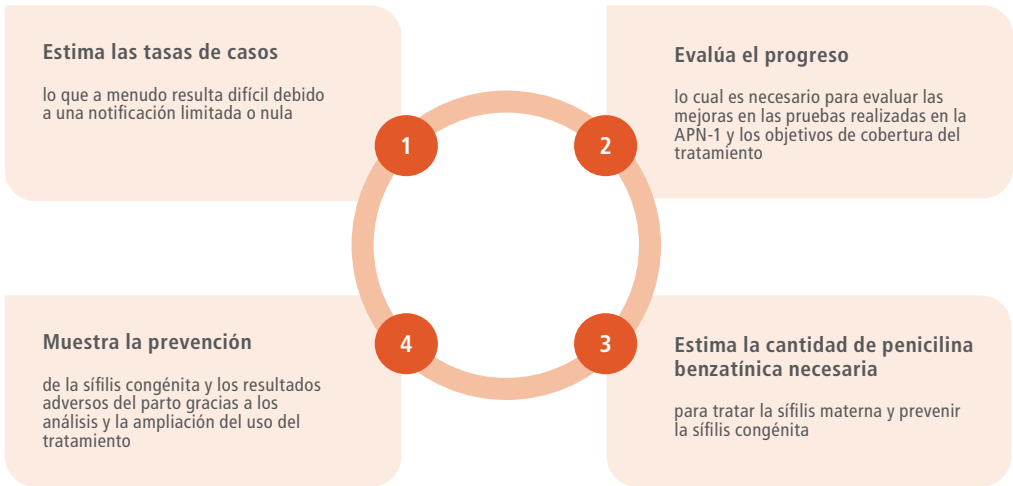 Estima las tasas de casos
lo que a menudo resulta difícil debido
a una notificación limitada o nula
1
Evalúa el progreso
lo cual es necesario para evaluar las
mejoras en las pruebas realizadas en la
APN-1 y los objetivos de cobertura del
tratamiento
2
Estima la cantidad de penicilina
benzatínica necesaria
para tratar la sífilis materna y prevenir
la sífilis congénita
3
Muestra la prevención
de la sífilis congénita y los resultados
adversos del parto gracias a los
análisis y la ampliación del uso del
tratamiento
4